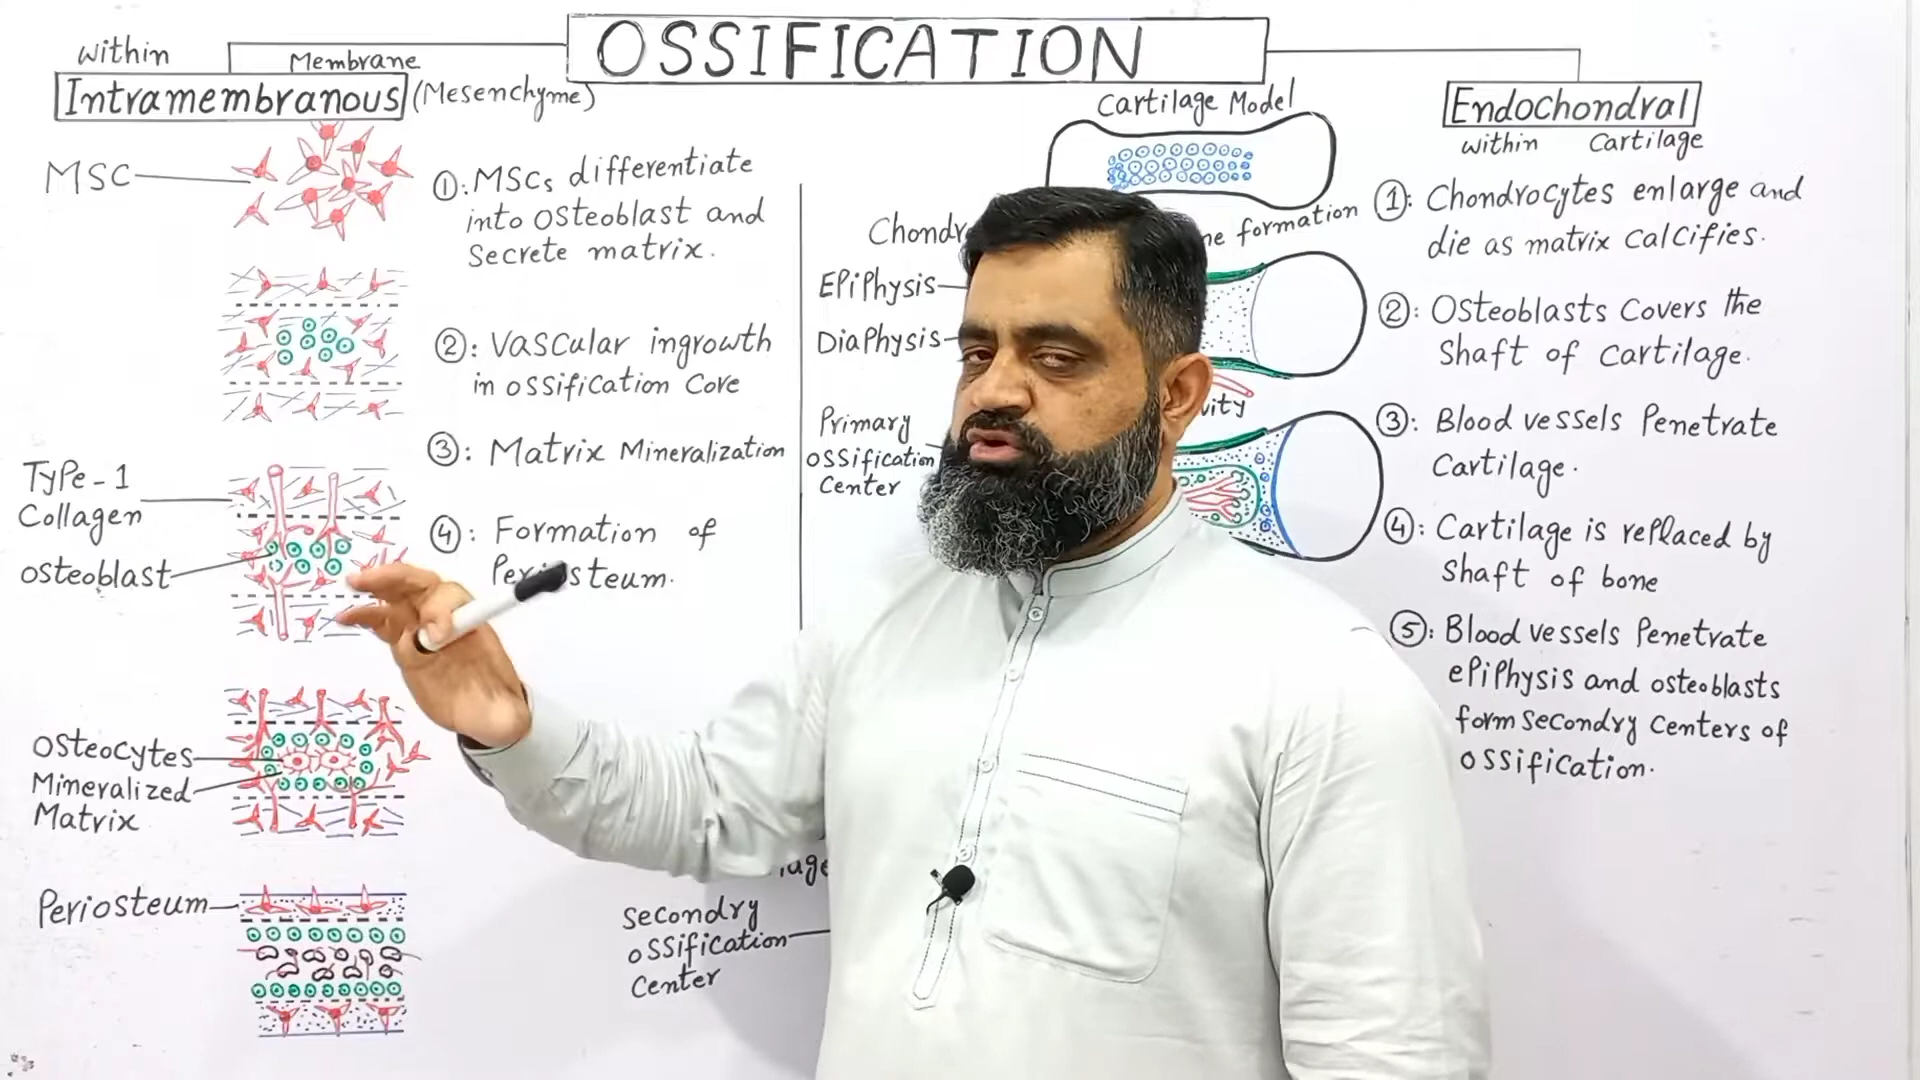 OSSIFICATION
within
Membrane
Intramembranous (Mesenchyme)
MSC
①: MSCs differentiate
into osteoblast and
secrete matrix.
②: Vascular ingrowth
in ossification core
③: Matrix Mineralization
④: Formation of
Periosteum.
Type-1
Collagen
osteoblast
Osteocytes
Mineralized
Matrix
Periosteum
Cartilage Model
formation
Epiphysis
Diaphysis
Primary
ossification
Center
Secondry
ossification
Center
Endochondral
within Cartilage
①: Chondrocytes enlarge and
die as matrix calcifies.
②: Osteoblasts Covers the
shaft of cartilage.
③: Blood vessels Penetrate
Cartilage.
④: Cartilage is replaced by
shaft of bone
⑤: Blood vessels Penetrate
epiphysis and osteoblasts
form secondry centers of
ossification.